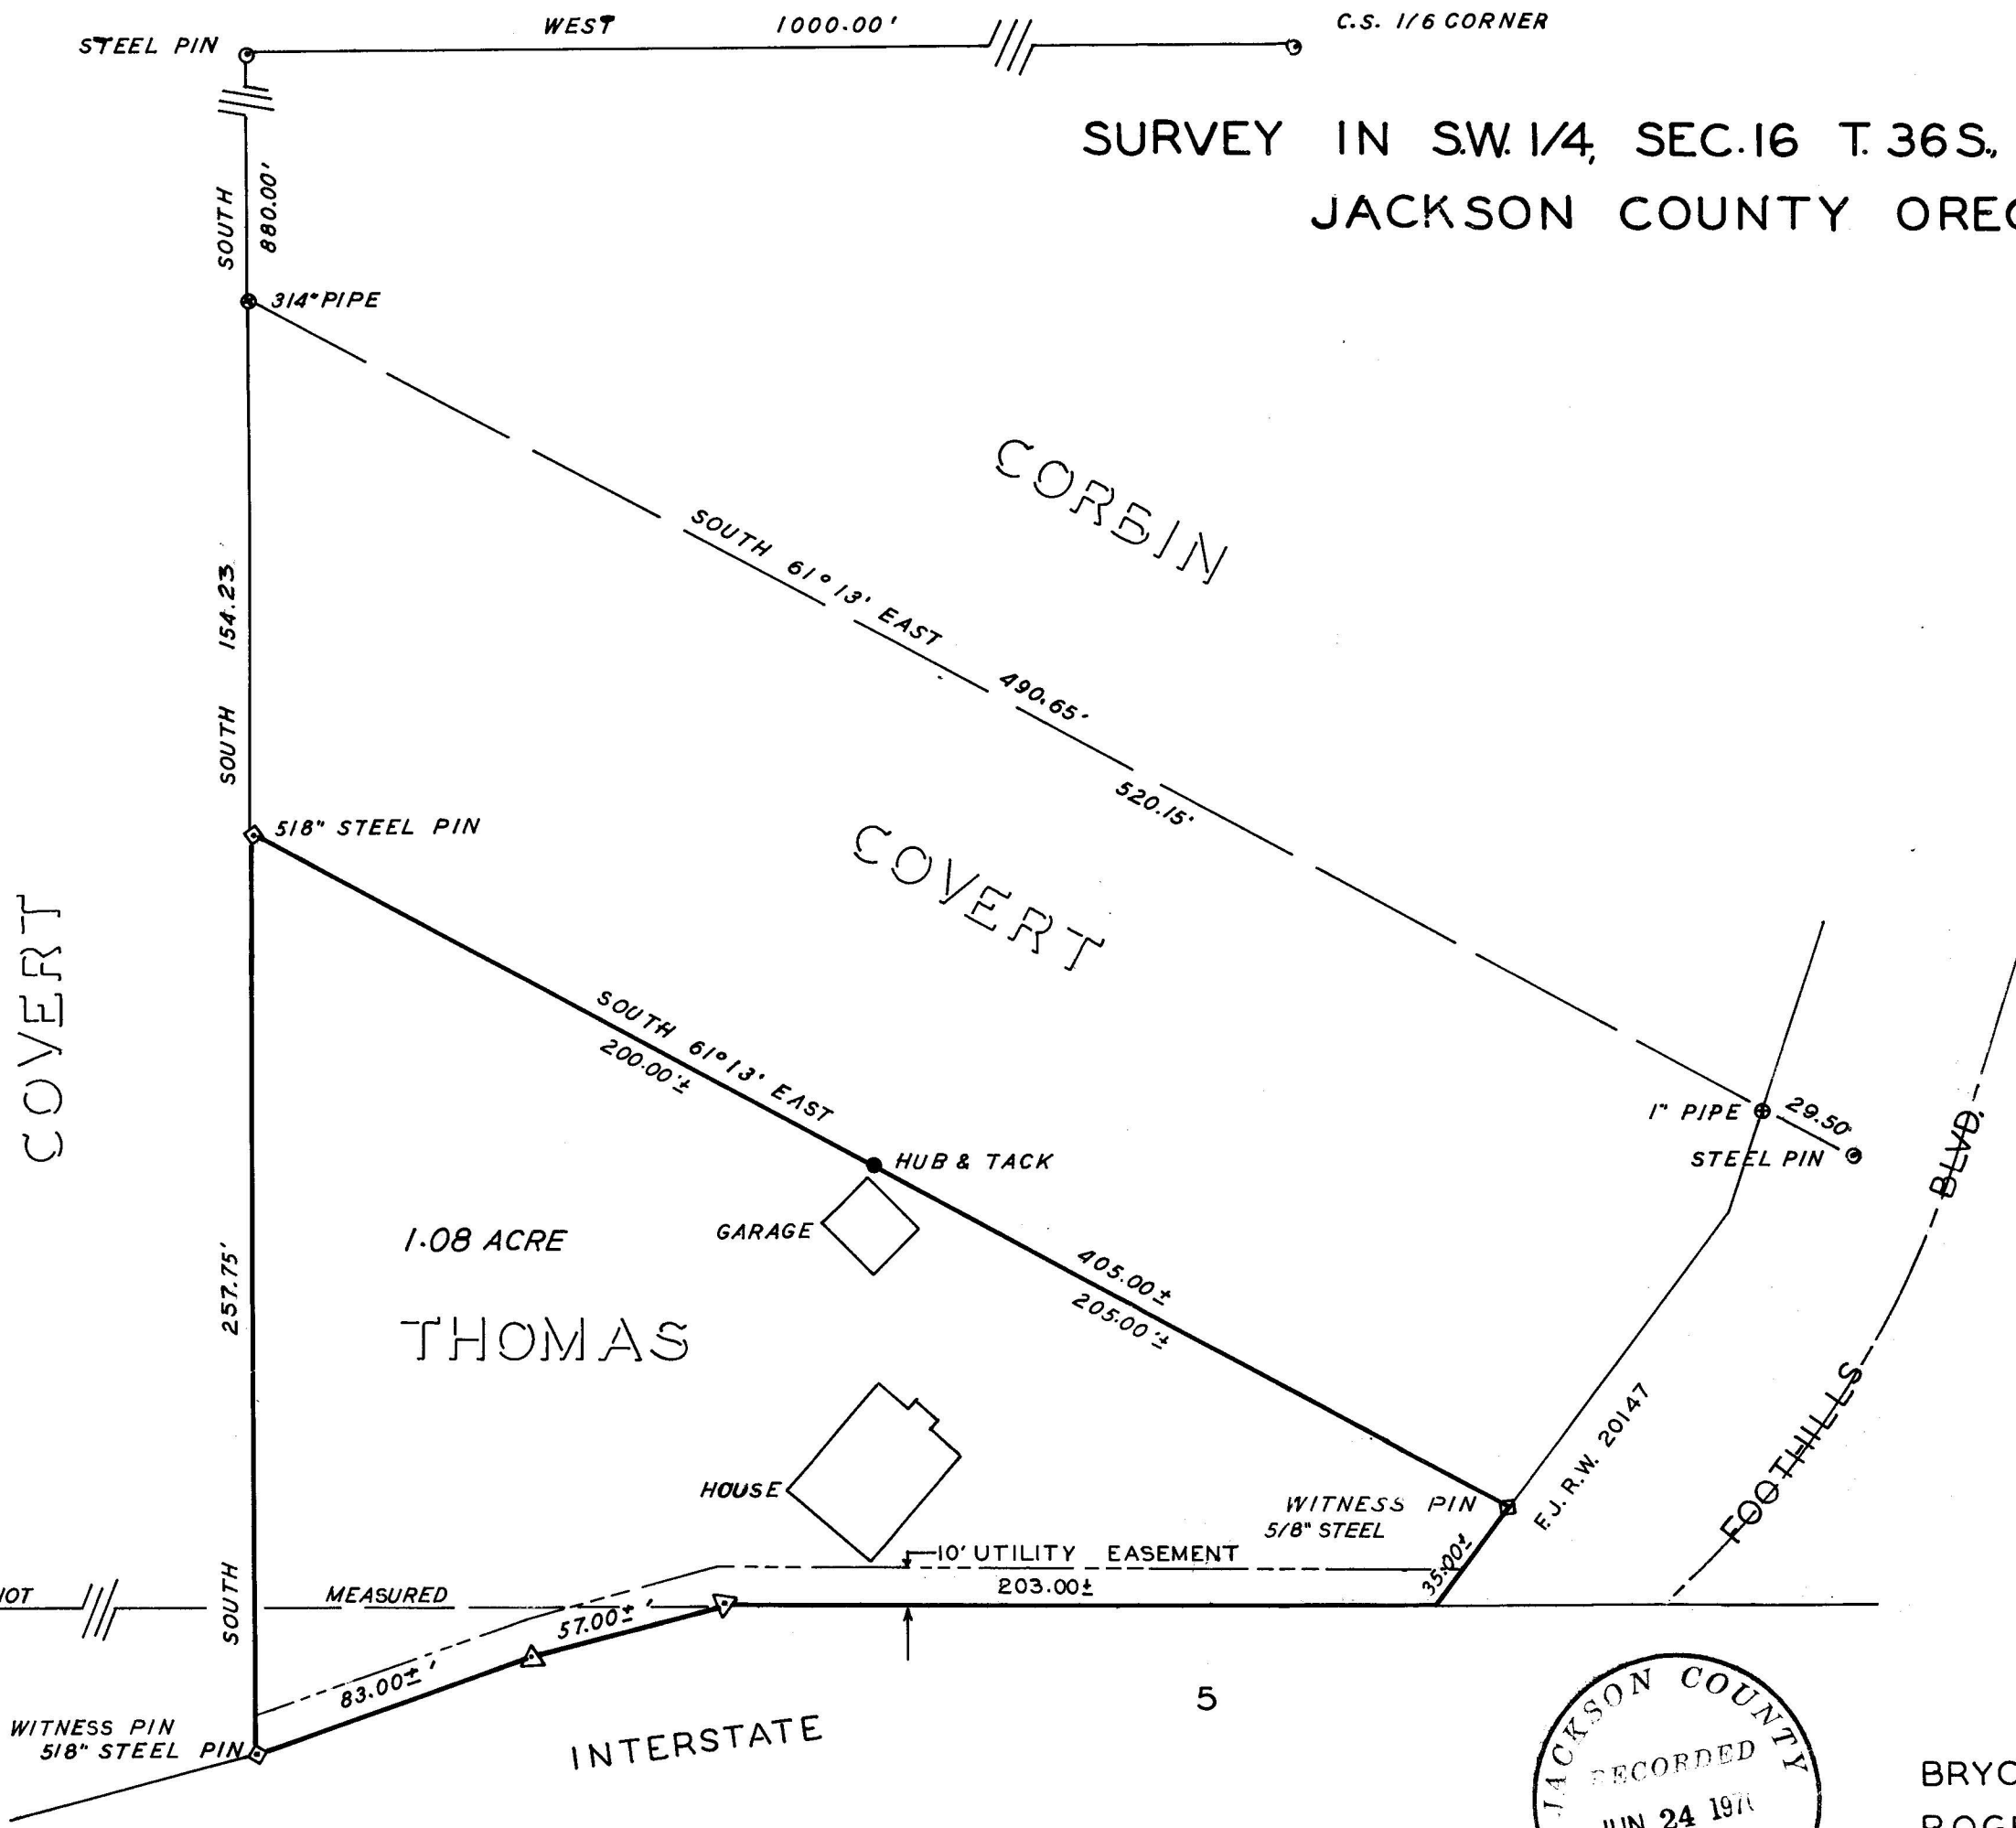 STEEL PIN
WEST 1000.00'
C.S. 1/6 CORNER
SURVEY IN S.W. 1/4, SEC. 16 T. 36 S.,
JACKSON COUNTY
SOUTH 880.00'
3/4" PIPE
CORBIN
SOUTH 154.23
SOUTH 61° 13' EAST 490.65'
520.15'
5/8" STEEL PIN
COVERT
COVERT
SOUTH 61° 13' EAST
200.00'±
1" PIPE
29.50'
STEEL PIN
HUB & TACK
GARAGE
1.08 ACRE
THOMAS
405.00±
205.00'±
SOUTH 257.75'
HOUSE
WITNESS PIN
5/8" STEEL
F.J. R.W. 20147
FOOTHILLS BLVD.
10' UTILITY EASEMENT
203.00±
35.00±
MEASURED
57.00±'
83.00±'
WITNESS PIN
5/8" STEEL PIN
INTERSTATE 5
JACKSON COUNTY
RECORDED
JUN 24 197